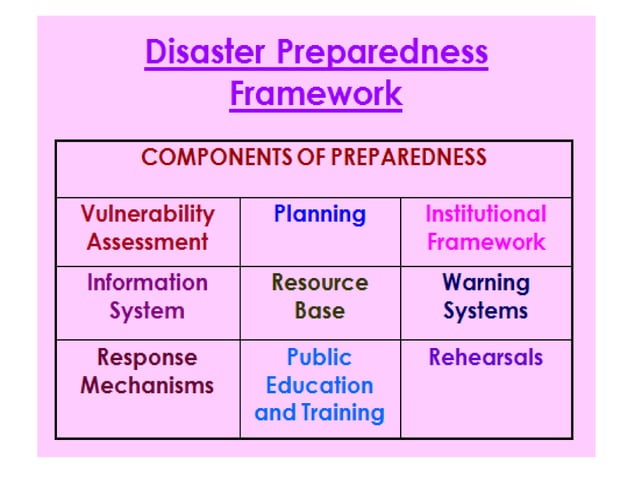 Disaster Preparedness
Framework
COMPONENTS OF PREPAREDNESS
Vulnerability
Assessment
Planning
Institutional
Framework
Information
System
Resource
Base
Warning
Systems
Response
Mechanisms
Public
Education
and Training
Rehearsals